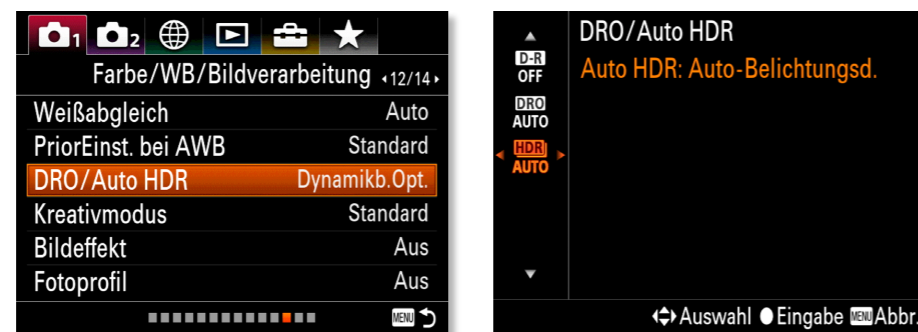 1 2
Farbe/WB/Bildverarbeitung 12/14
Weißabgleich Auto
PriorEinst. bei AWB Standard
DRO/Auto HDR Dynamikb.Opt.
Kreativmodus Standard
Bildeffekt Aus
Fotoprofil Aus
MENU
DRO/Auto HDR
Auto HDR: Auto-Belichtungsd.
D-R
OFF
DRO
AUTO
HDR
AUTO
Auswahl Eingabe MENU Abbr.